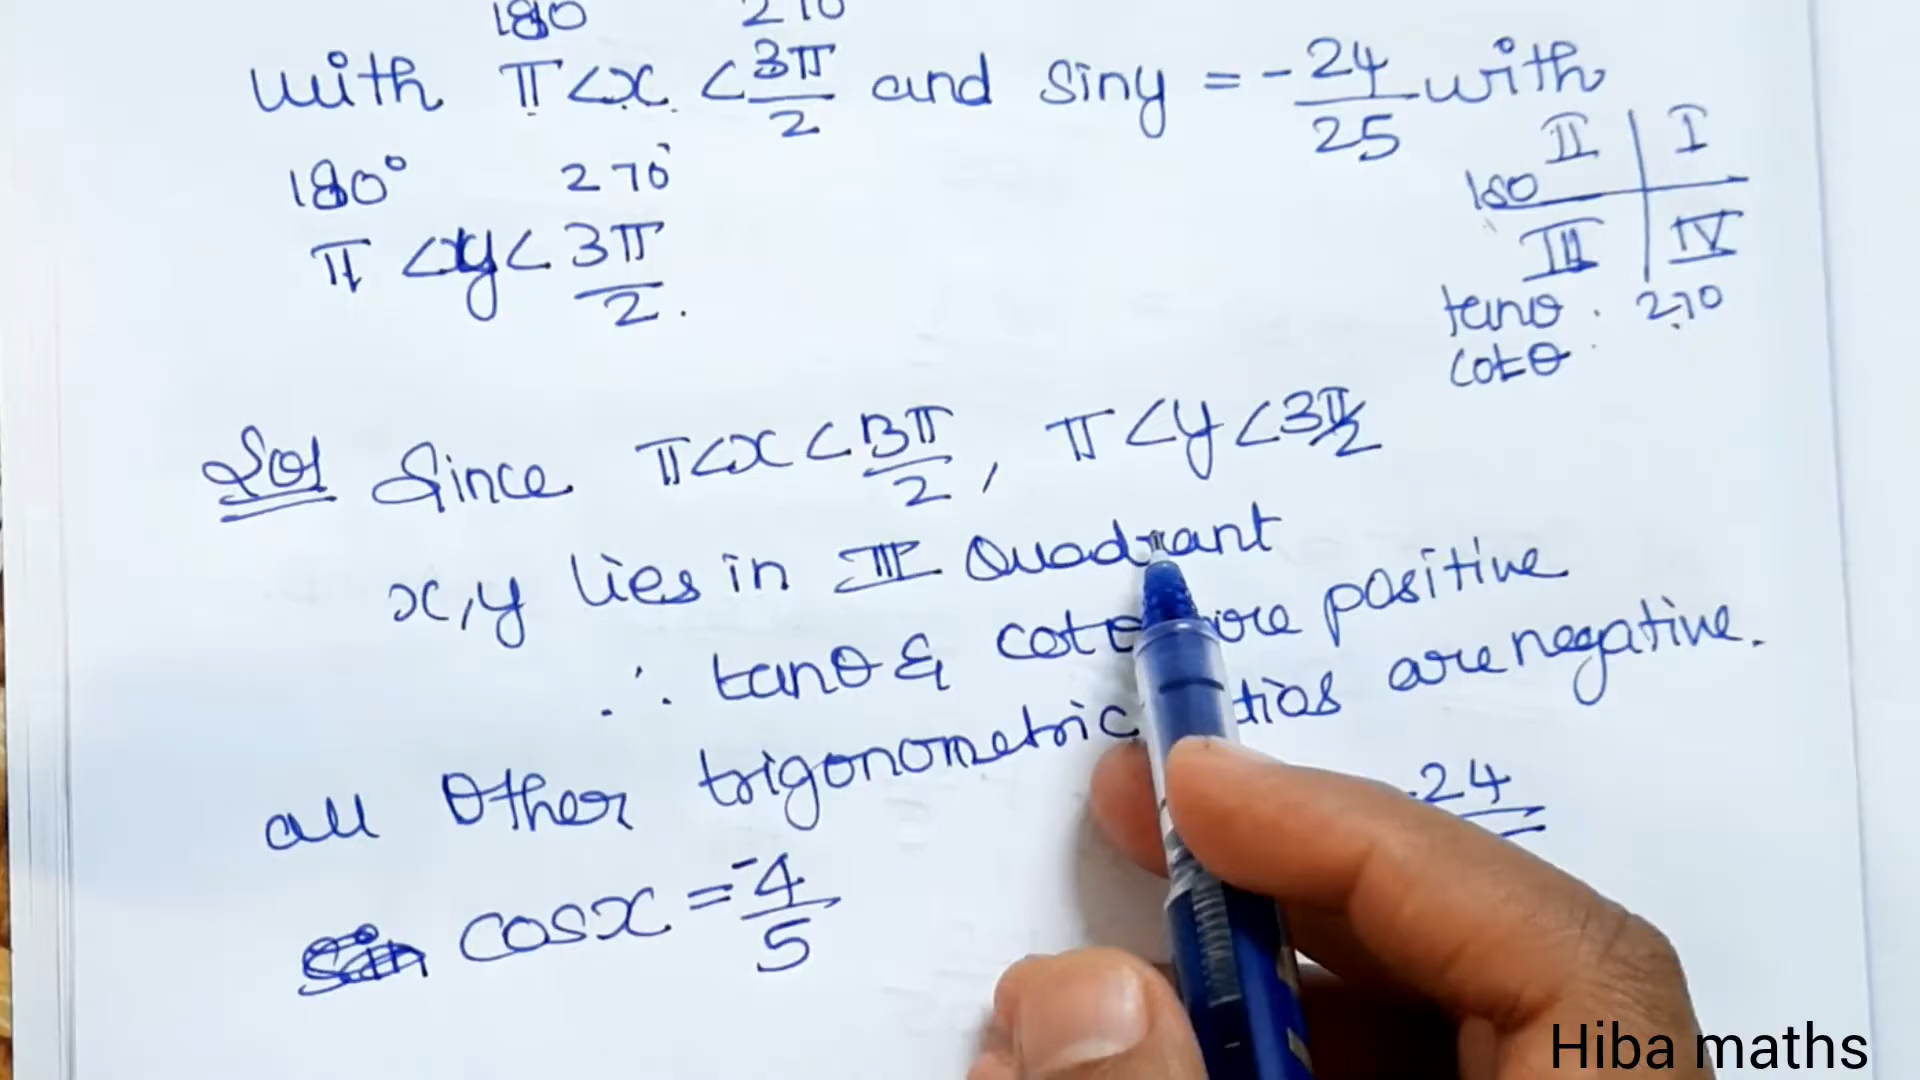 180 270
with π<x<3π/2 and siny = -24/25 with
180° 270°
π<y<3π/2.
II I
180
III IV
tanθ. 270
cotθ
Sol Since π<x<3π/2, π<y<3π/2
x,y lies in III Quadrant
∴ tanθ & cotθ are positive
all other trigonometric are negative.
cosx = -4/5
24
Hiba maths